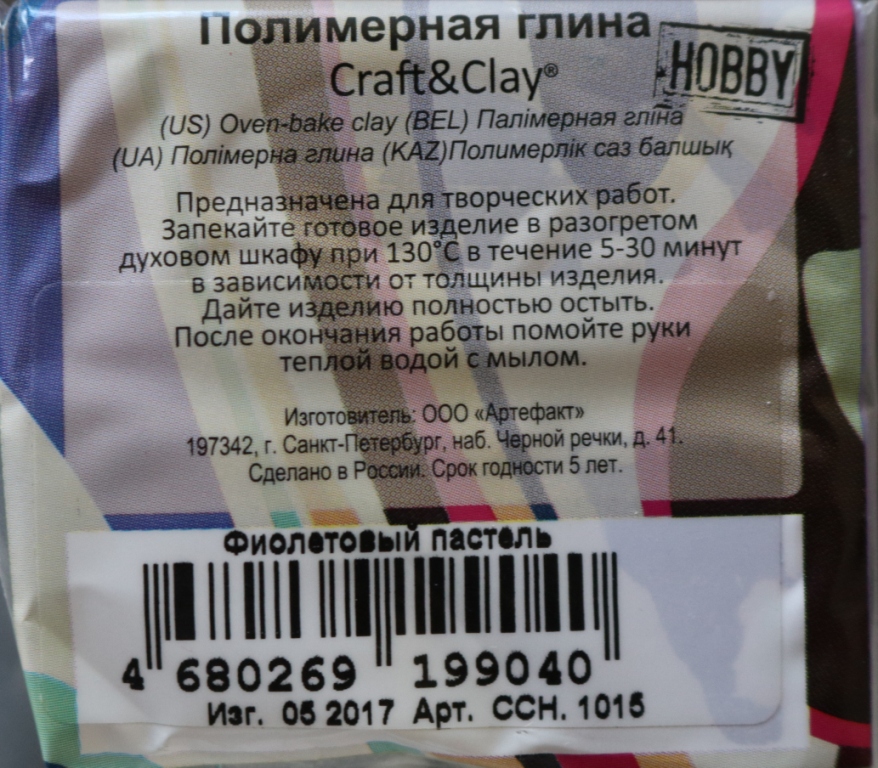 Полимерная глина
Craft&Clay®
HOBBY
(US) Oven-bake clay (BEL) Палімерная гліна
(UA) Полімерна глина (KAZ)Полимерлік саз балшық
Предназначена для творческих работ.
Запекайте готовое изделие в разогретом
духовом шкафу при 130°C в течение 5-30 минут
в зависимости от толщины изделия.
Дайте изделию полностью остыть.
После окончания работы помойте руки
теплой водой с мылом.
Изготовитель: ООО «Артефакт»
197342, г. Санкт-Петербург, наб. Черной речки, д. 41.
Сделано в России. Срок годности 5 лет.
Фиолетовый пастель
4 680269 199040
Изг. 05 2017 Арт. CCH. 1015